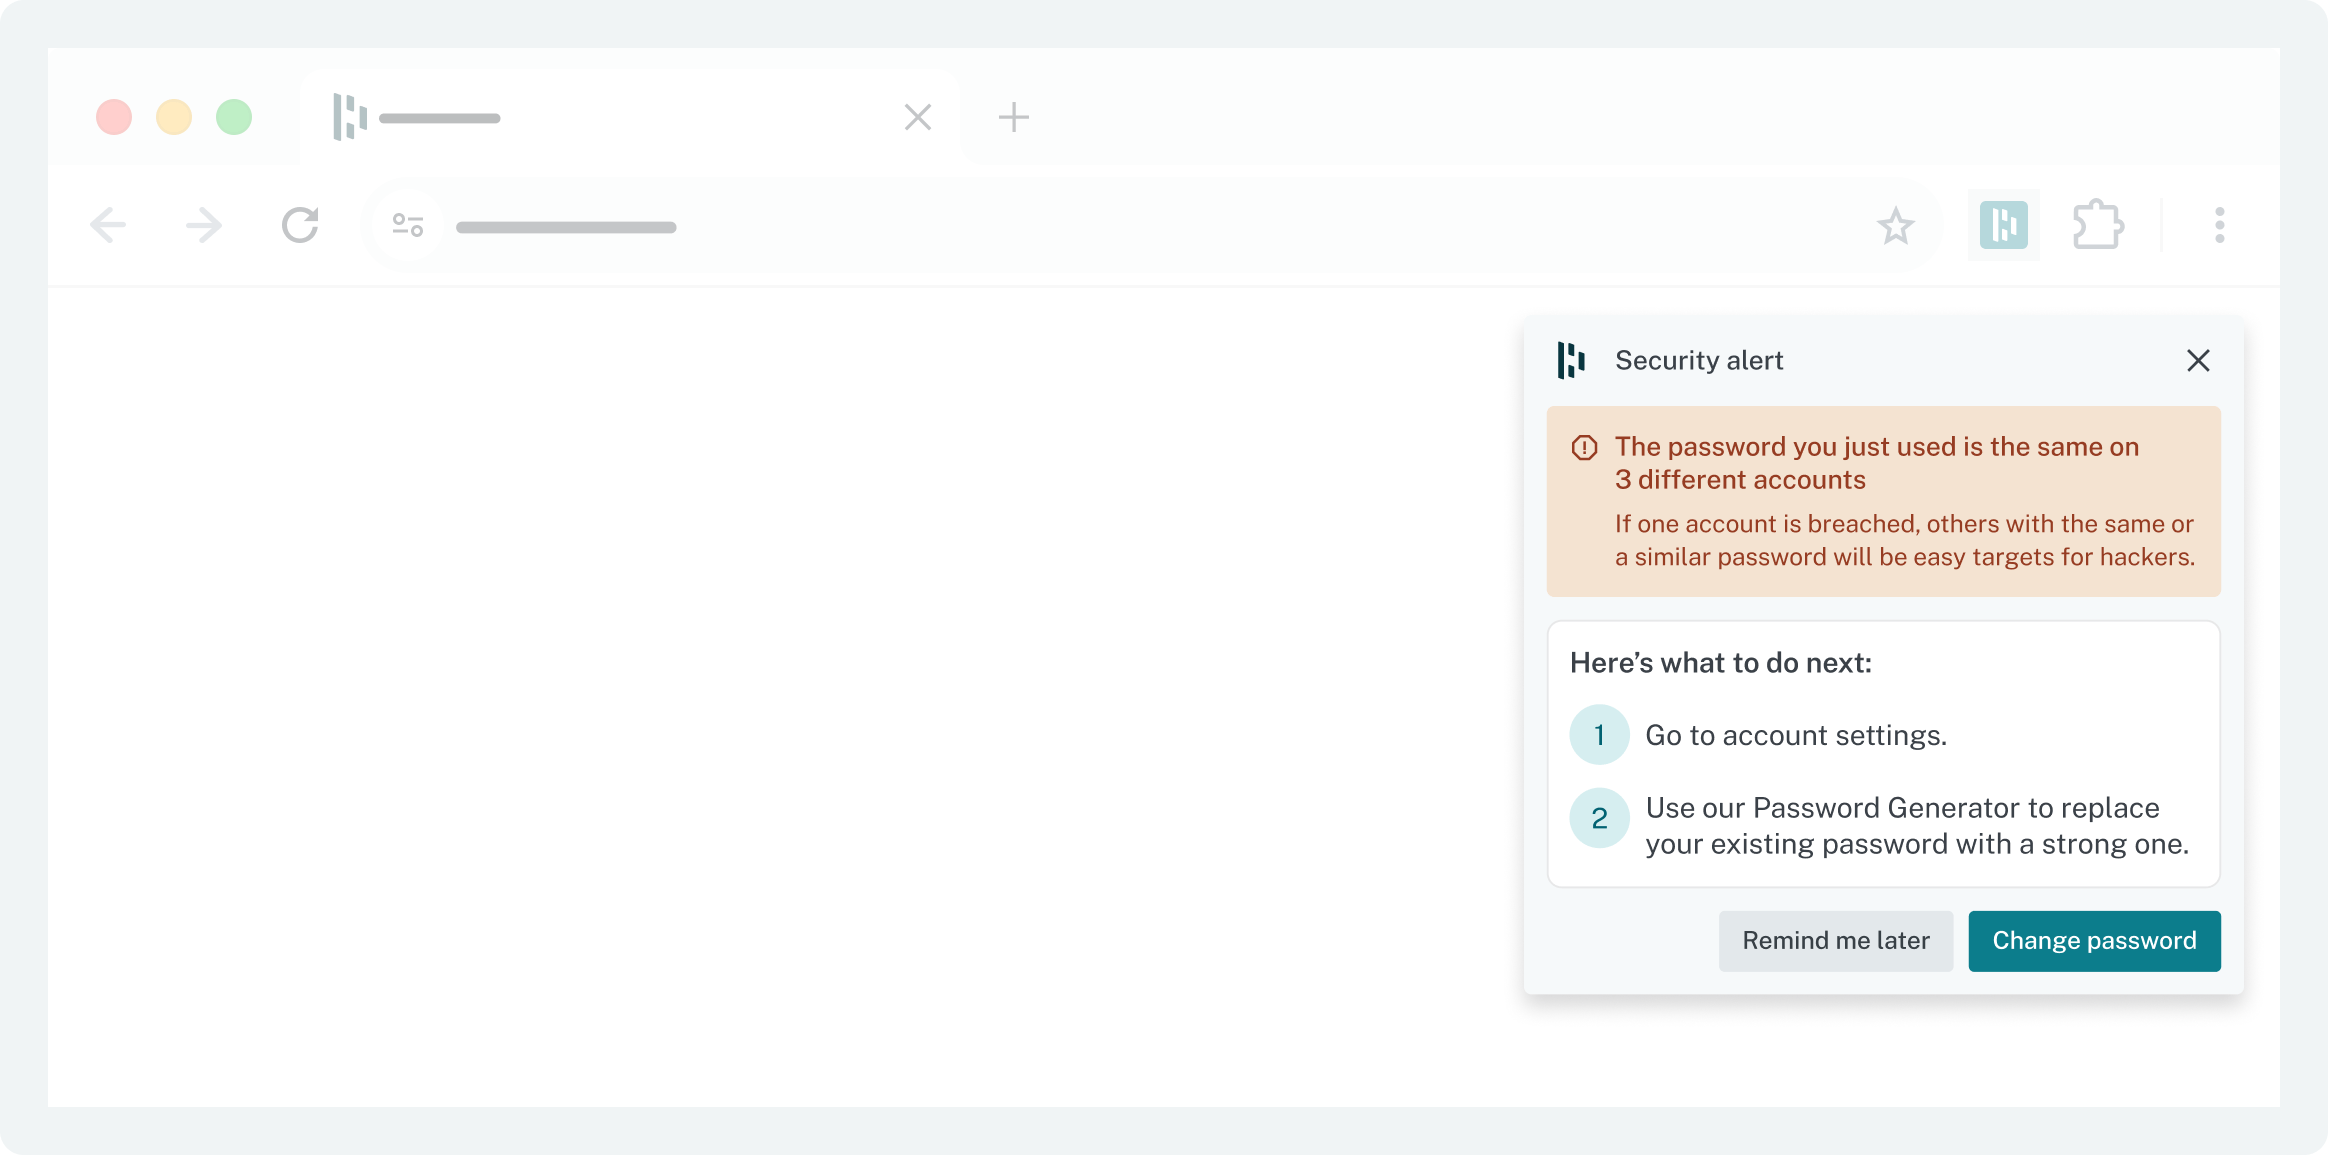 Security alert
The password you just used is the same on
3 different accounts
If one account is breached, others with the same or
a similar password will be easy targets for hackers.
Here’s what to do next:
1 Go to account settings.
2 Use our Password Generator to replace
your existing password with a strong one.
Remind me later
Change password